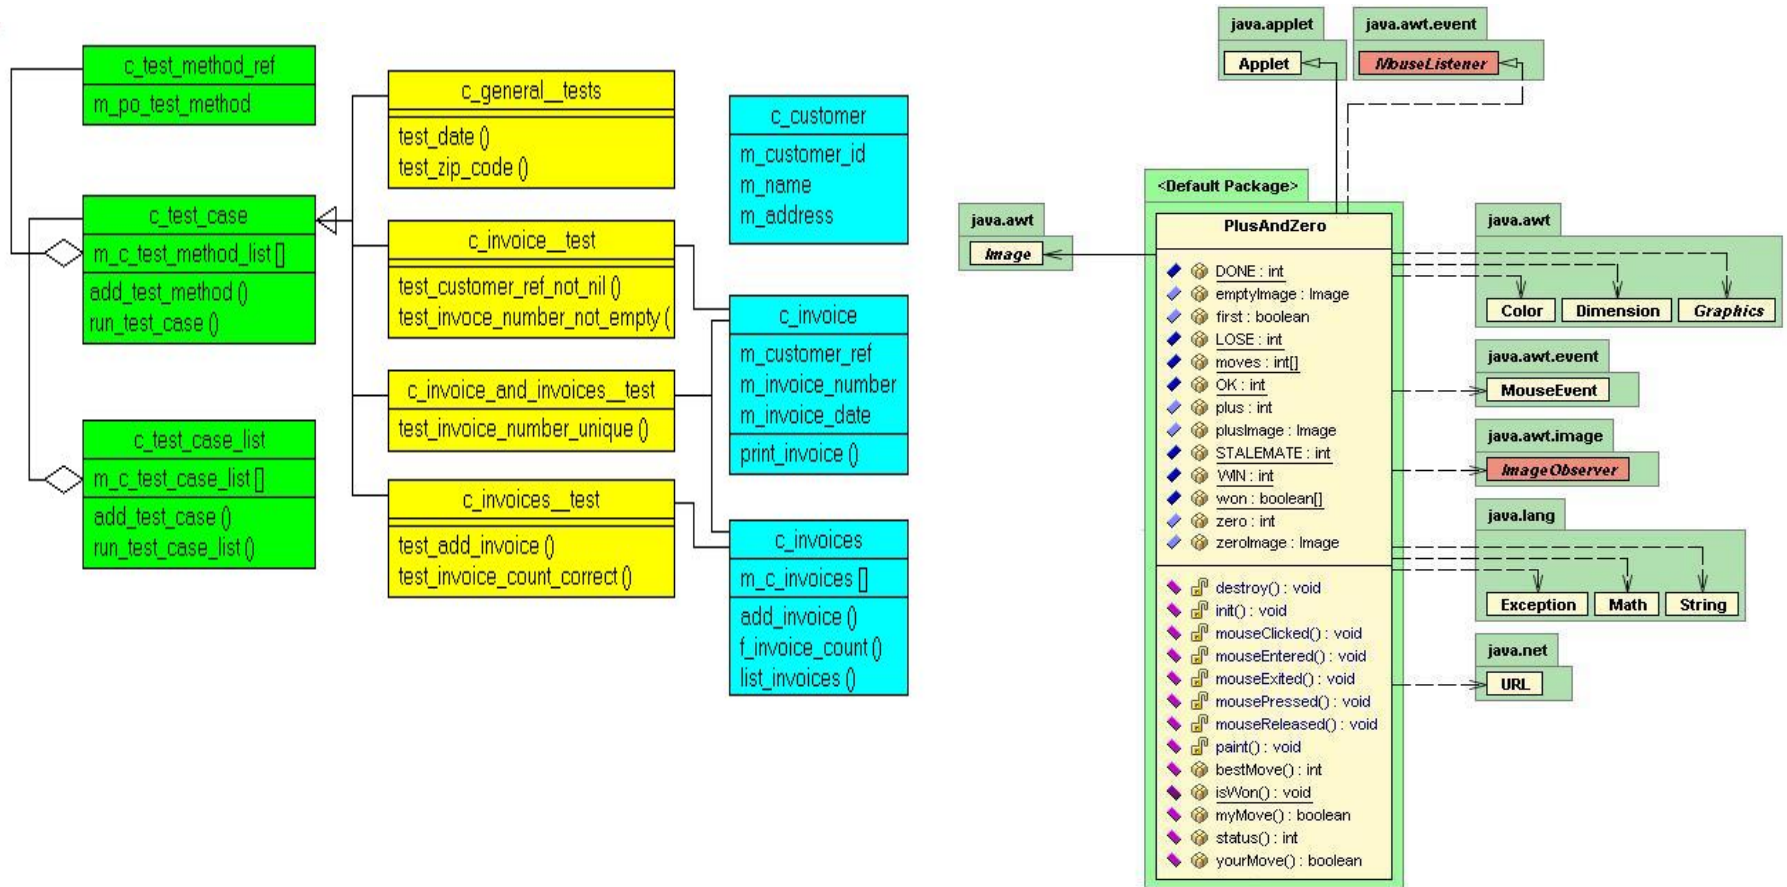 c_test_method_ref
m_po_test_method
c_test_case
m_c_test_method_list []
add_test_method ()
run_test_case ()
c_test_case_list
m_c_test_case_list []
add_test_case ()
run_test_case_list ()
c_general__tests
test_date ()
test_zip_code ()
c_invoice__test
test_customer_ref_not_nil ()
test_invoce_number_not_empty (
c_invoice_and_invoices__test
test_invoice_number_unique ()
c_invoices__test
test_add_invoice ()
test_invoice_count_correct ()
c_customer
m_customer_id
m_name
m_address
c_invoice
m_customer_ref
m_invoice_number
m_invoice_date
print_invoice ()
c_invoices
m_c_invoices []
add_invoice ()
f_invoice_count ()
list_invoices ()
java.applet
Applet
java.awt.event
MouseListener
java.awt
Image
<Default Package>
PlusAndZero
DONE : int
emptyImage : Image
first : boolean
LOSE : int
moves : int[]
OK : int
plus : int
plusImage : Image
STALEMATE : int
WIN : int
won : boolean[]
zero : int
zeroImage : Image
destroy() : void
init() : void
mouseClicked() : void
mouseEntered() : void
mouseExited() : void
mousePressed() : void
mouseReleased() : void
paint() : void
bestMove() : int
isWon() : void
myMove() : boolean
status() : int
yourMove() : boolean
java.awt
Color Dimension Graphics
java.awt.event
MouseEvent
java.awt.image
ImageObserver
java.lang
Exception Math String
java.net
URL